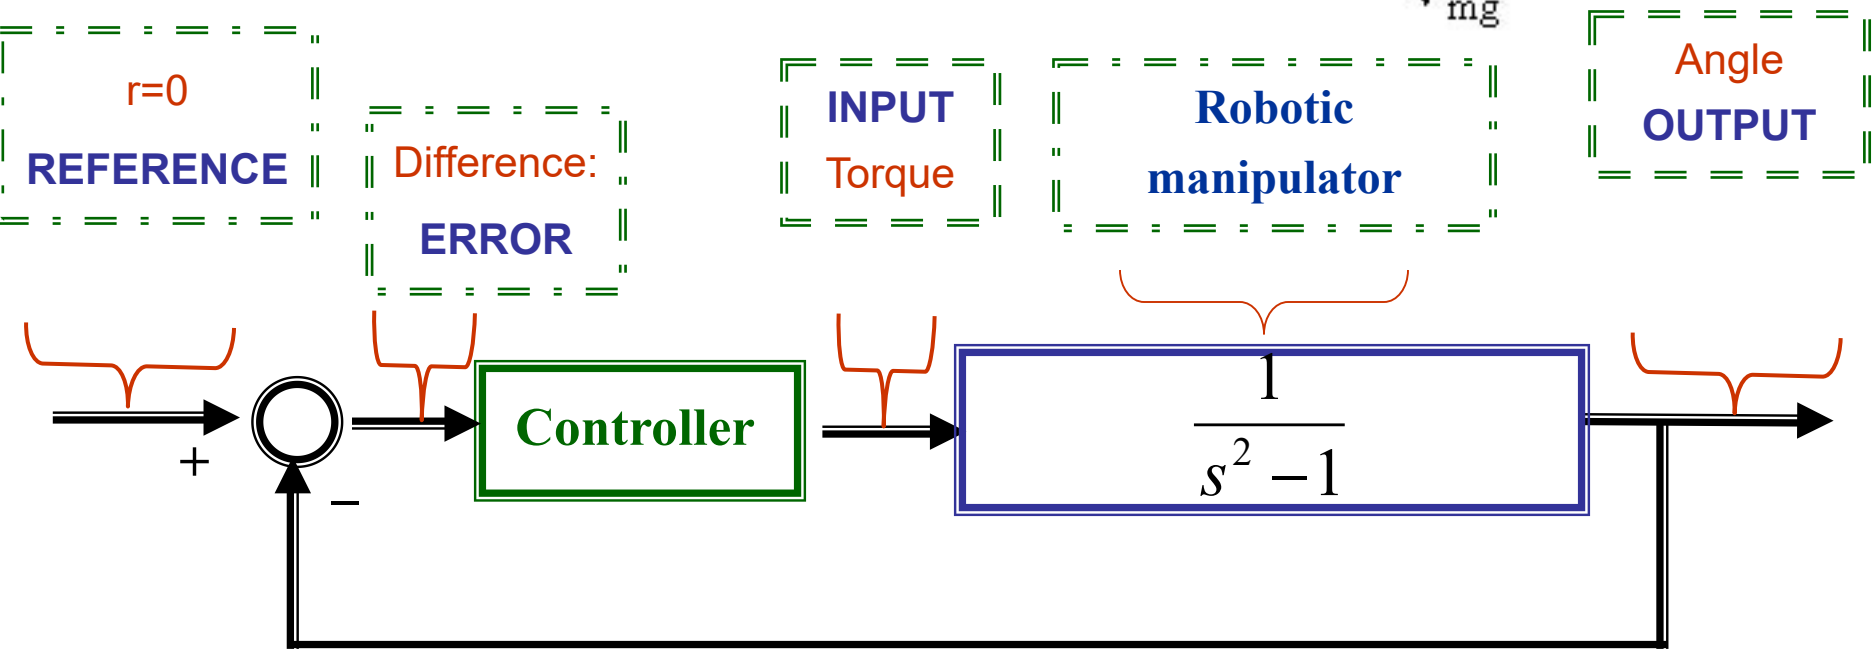 mg
r=0
REFERENCE
Difference:
ERROR
INPUT
Torque
Robotic
manipulator
Angle
OUTPUT
+
−
Controller
1
s² − 1